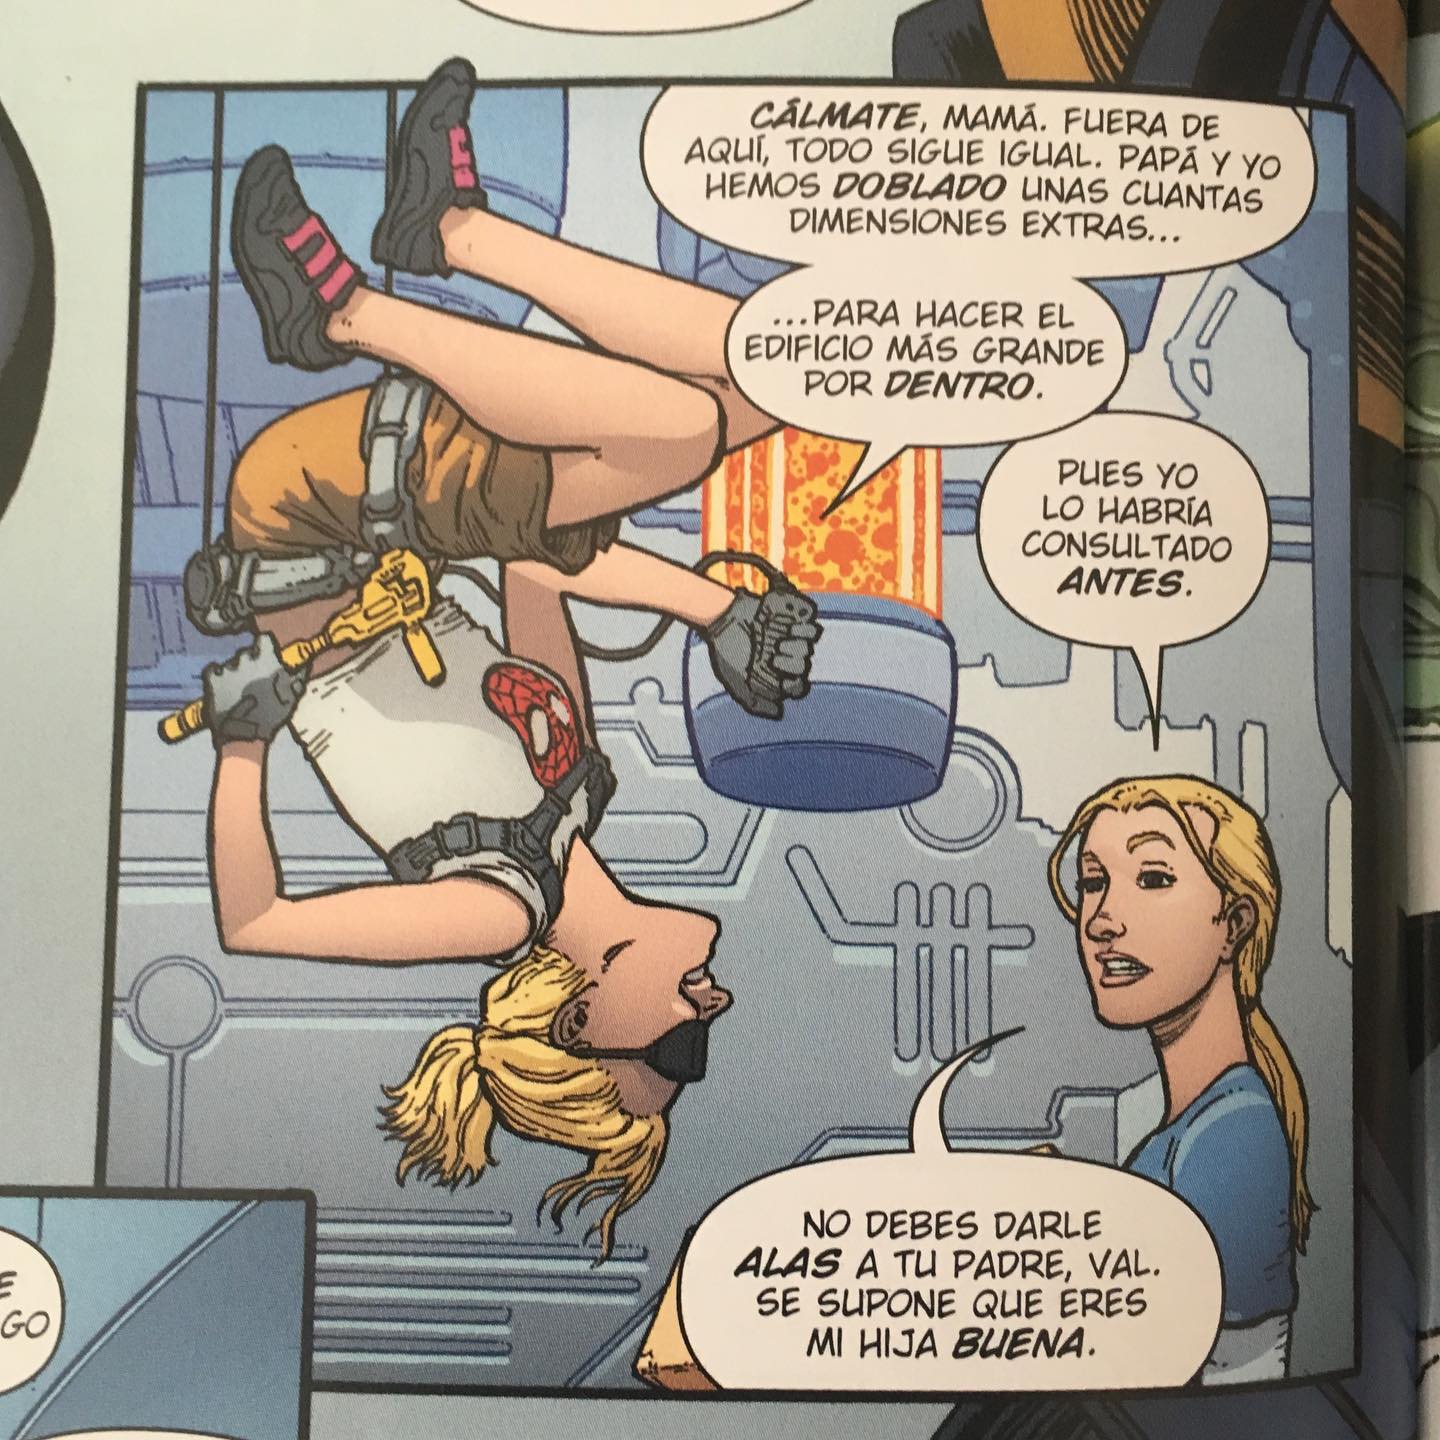 CÁLMATE, MAMÁ. FUERA DE
AQUÍ, TODO SIGUE IGUAL. PAPÁ Y YO
HEMOS DOBLADO UNAS CUANTAS
DIMENSIONES EXTRAS...
...PARA HACER EL
EDIFICIO MÁS GRANDE
POR DENTRO.
PUES YO
LO HABRÍA
CONSULTADO
ANTES.
NO DEBES DARLE
ALAS A TU PADRE, VAL.
SE SUPONE QUE ERES
MI HIJA BUENA.